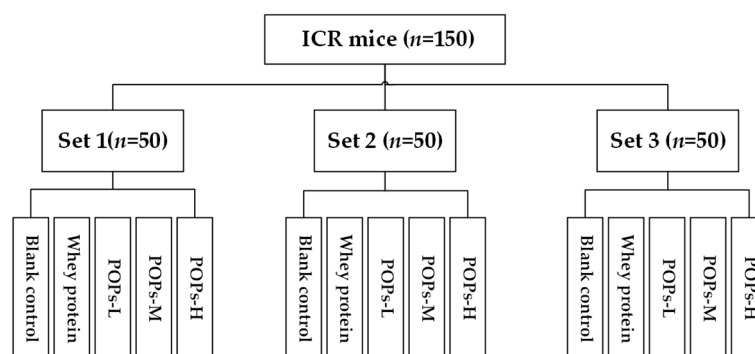 ICR mice (n=150)
Set 1(n=50)
Set 2 (n=50)
Set 3 (n=50)
Blank control
Whey protein
POPs-L
POPs-M
POPs-H
Blank control
Whey protein
POPs-L
POPs-M
POPs-H
Blank control
Whey protein
POPs-L
POPs-M
POPs-H